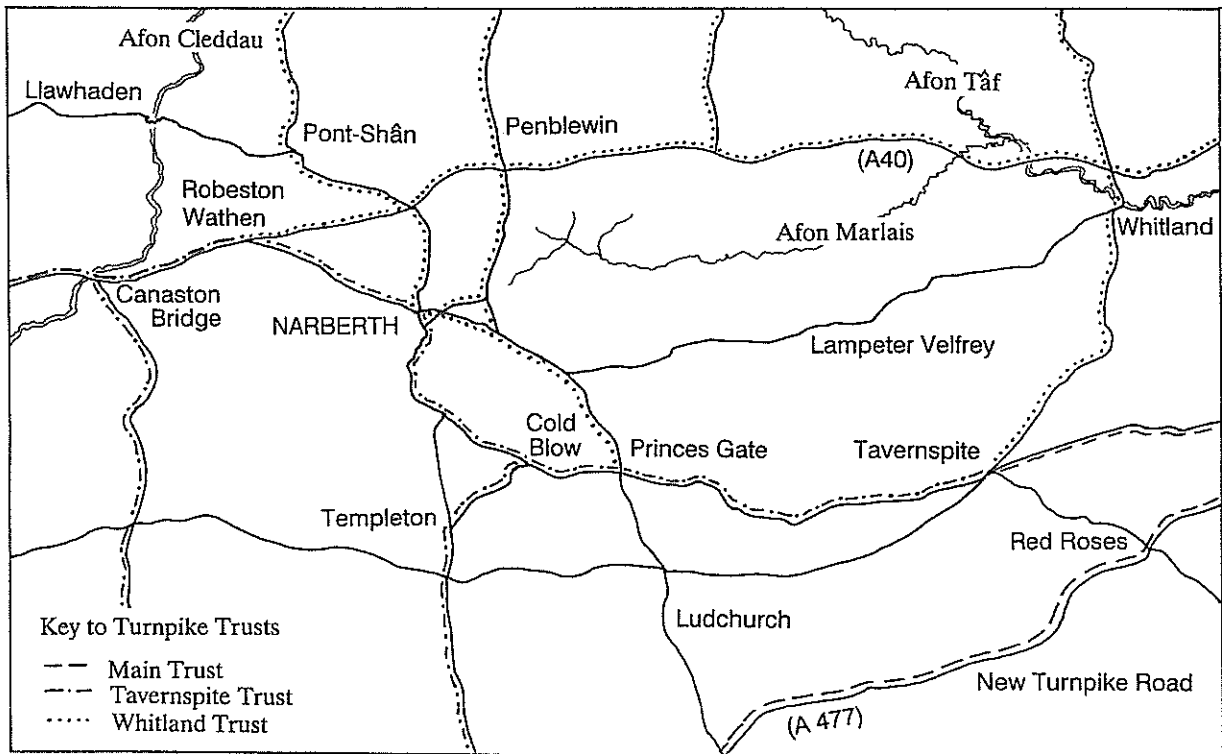 Afon Cleddau
Llawhaden
Pont-Shân
Penblewin
Afon Tâf
(A40)
Robeston
Wathen
Afon Marlais
Whitland
Canaston
Bridge
NARBERTH
Lampeter Velfrey
Cold
Blow
Princes Gate
Tavernspite
Templeton
Red Roses
Ludchurch
New Turnpike Road
(A 477)
Key to Turnpike Trusts
Main Trust
Tavernspite Trust
Whitland Trust